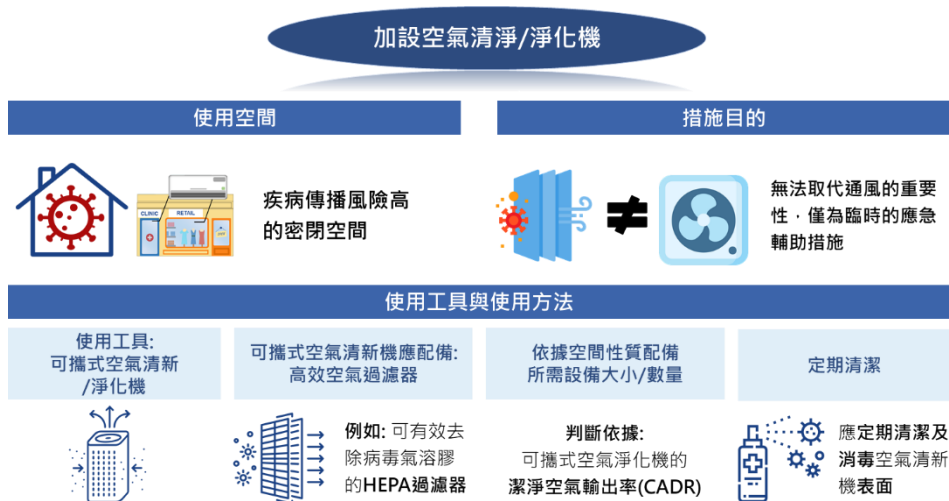 加設空氣清淨/淨化機
使用空間
措施目的
CLINIC
RETAIL
疾病傳播風險高
的密閉空間
無法取代通風的重要
性，僅為臨時的應急
輔助措施
使用工具與使用方法
使用工具:
可攜式空氣清新
/淨化機
可攜式空氣清新機應配備:
高效空氣過濾器
依據空間性質配備
所需設備大小/數量
定期清潔
例如: 可有效去
除病毒氣溶膠
的HEPA過濾器
判斷依據:
可攜式空氣淨化機的
潔淨空氣輸出率(CADR)
應定期清潔及
消毒空氣清新
機表面